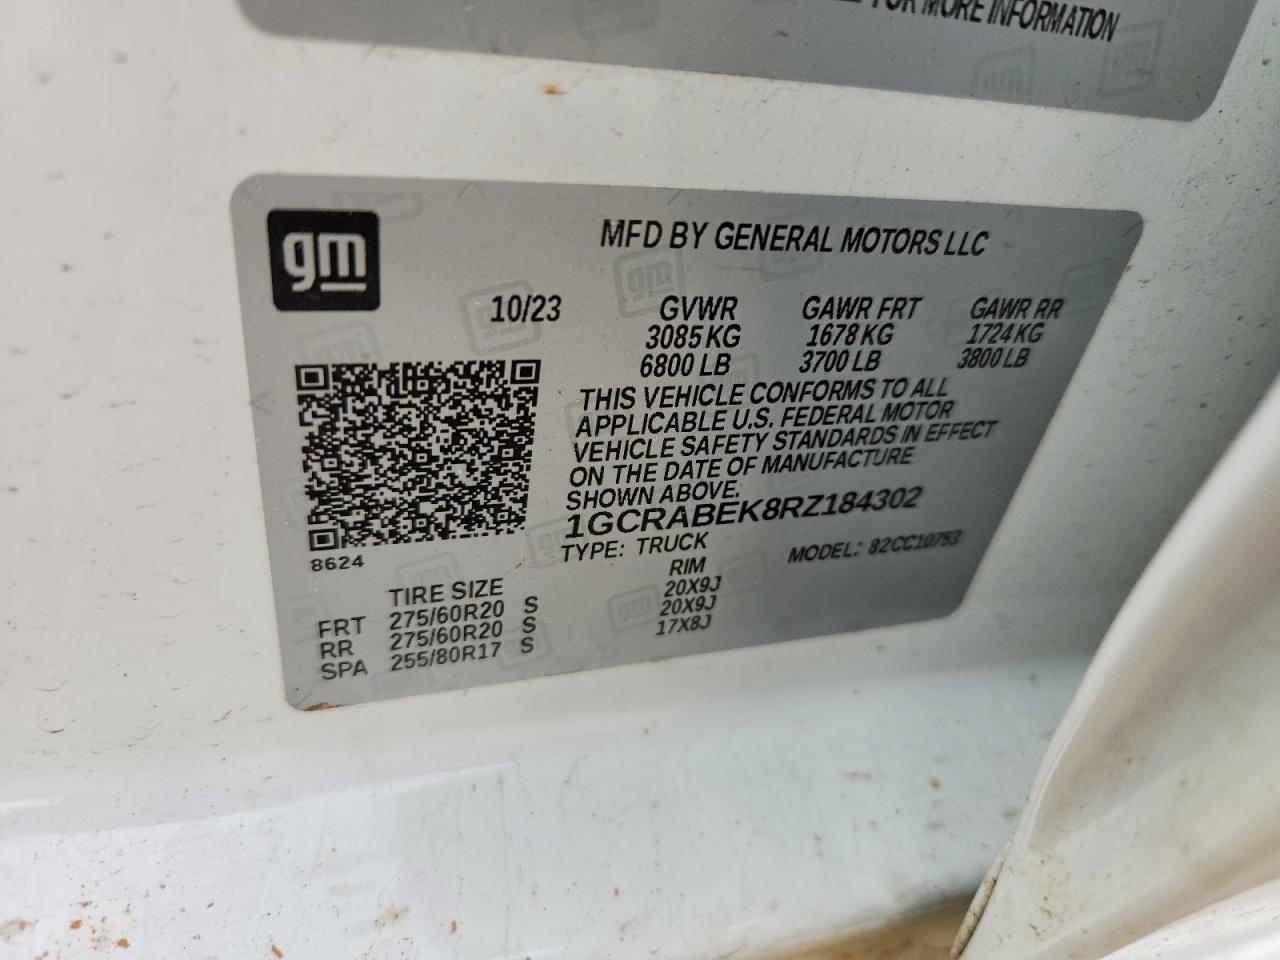 FOR MORE INFORMATION
gm
MFD BY GENERAL MOTORS LLC
10/23 GVWR GAWR FRT GAWR RR
3085 KG 1678 KG 1724 KG
6800 LB 3700 LB 3800 LB
THIS VEHICLE CONFORMS TO ALL
APPLICABLE U.S. FEDERAL MOTOR
VEHICLE SAFETY STANDARDS IN EFFECT
ON THE DATE OF MANUFACTURE
SHOWN ABOVE.
1GCRABEK8RZ184302
TYPE: TRUCK MODEL: 82CC10753
8624
TIRE SIZE RIM
FRT 275/60R20 S 20X9J
RR 275/60R20 S 20X9J
SPA 255/80R17 S 17X8J